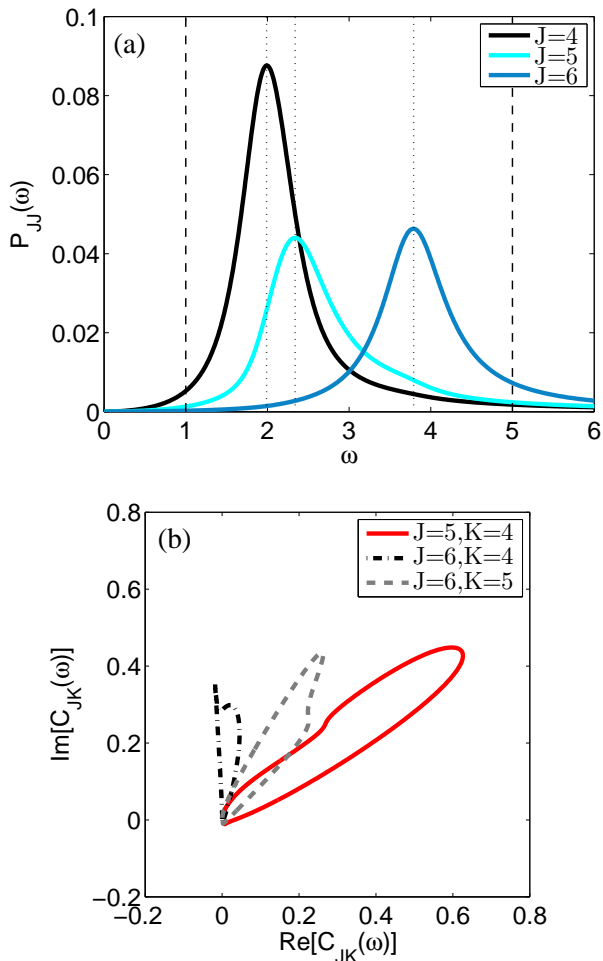 0.1
(a)
J=4
J=5
J=6
0.08
0.06
P_JJ(ω)
0.04
0.02
0
0 1 2 3 4 5 6
ω
0.8
(b)
J=5,K=4
J=6,K=4
J=6,K=5
0.6
0.4
Im[C_JK(ω)]
0.2
0
−0.2
−0.2 0 0.2 0.4 0.6 0.8
Re[C_JK(ω)]